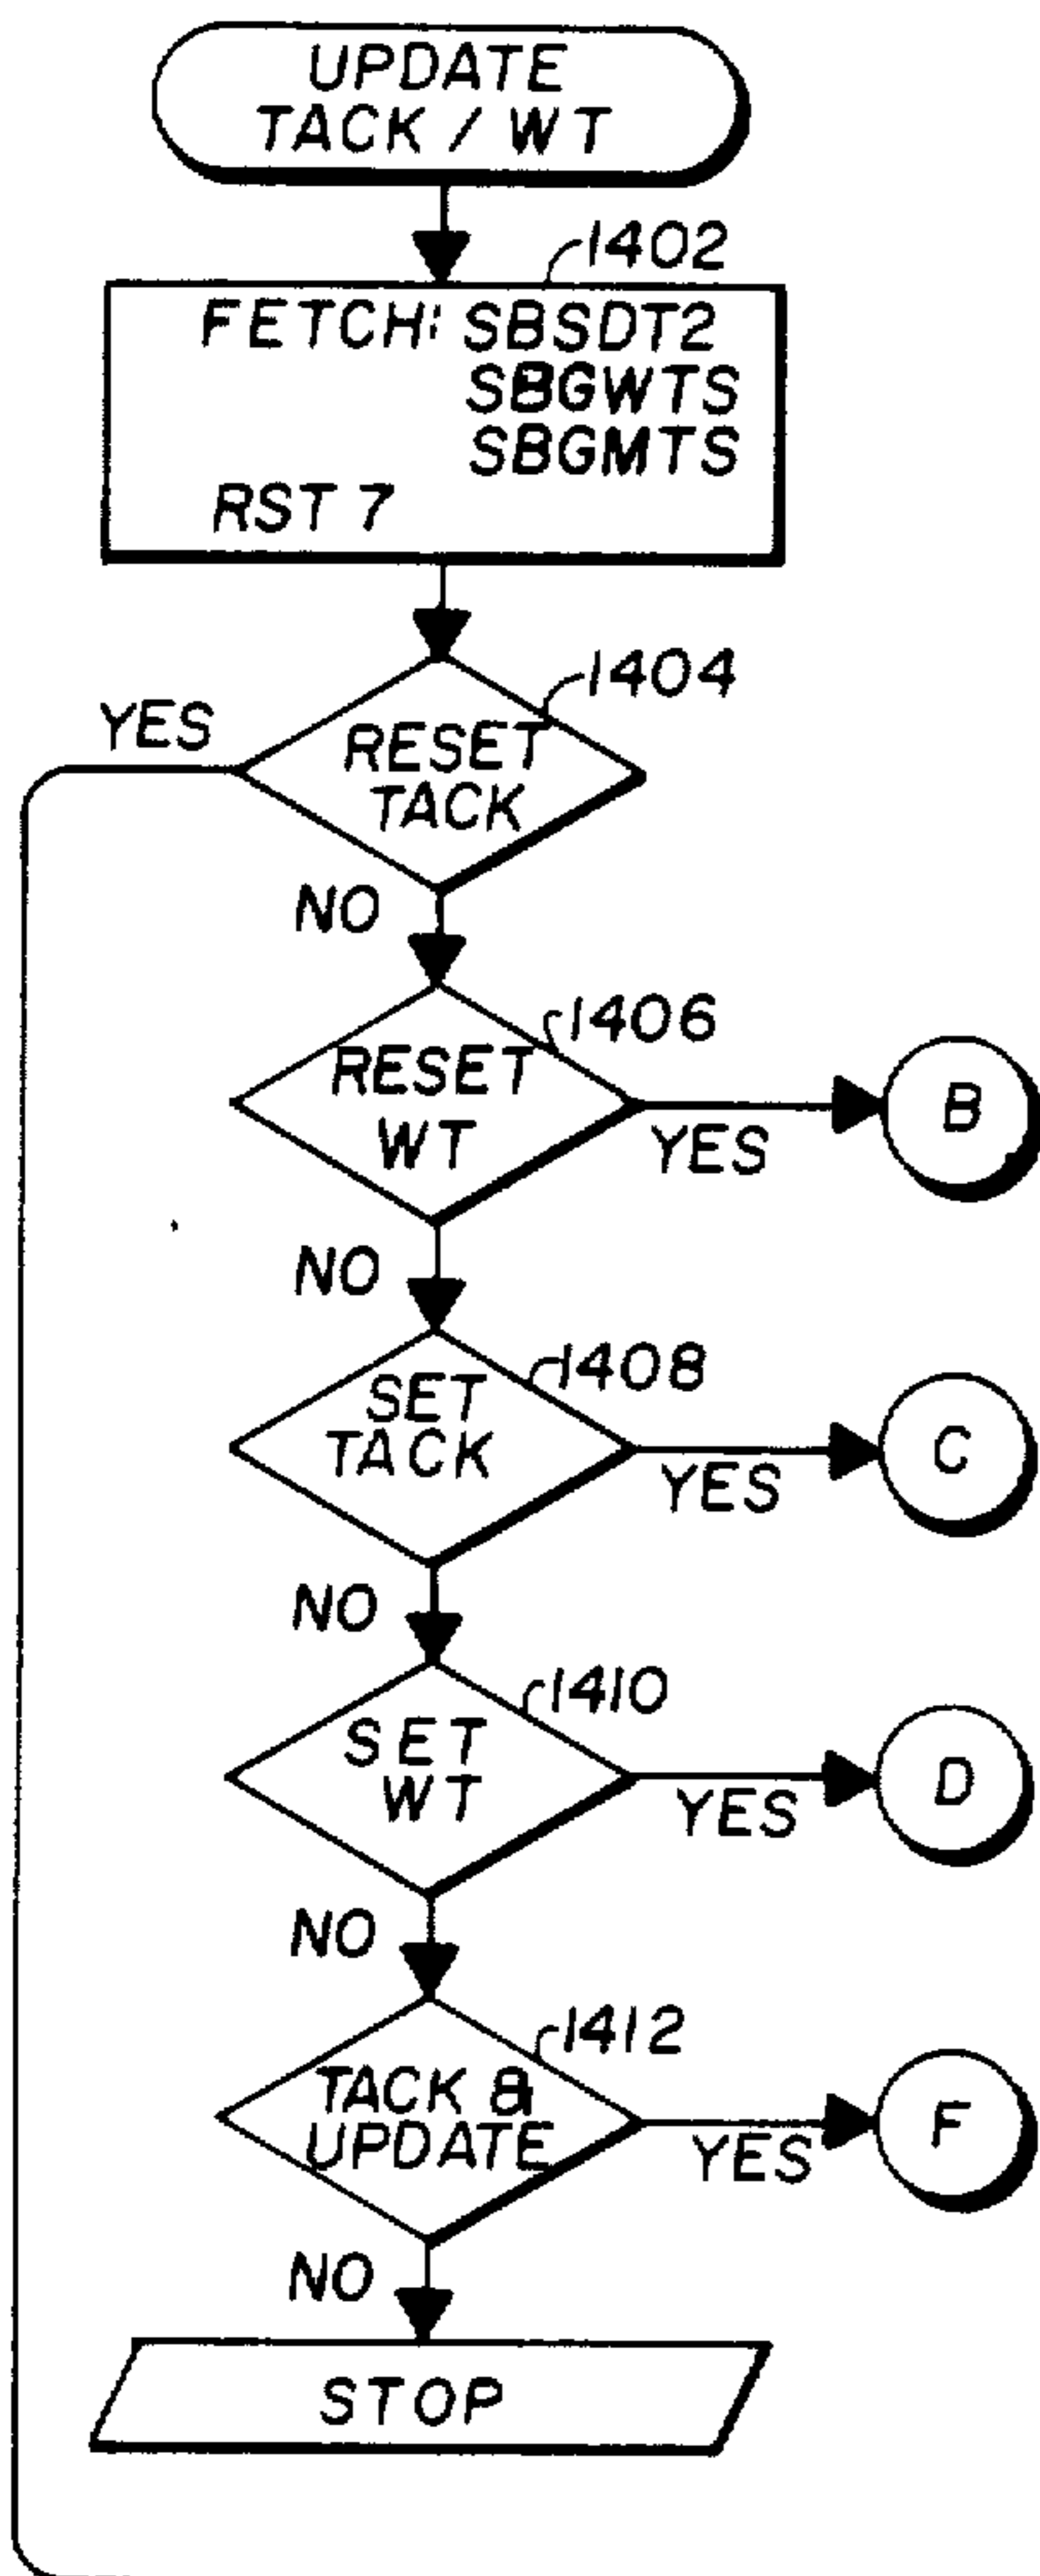 UPDATE
TACK / WT
1402
FETCH: SBSDT2
SBGWTS
SBGMTS
RST 7
1404
YES
RESET
TACK
NO
1406
RESET
WT
YES
B
NO
1408
SET
TACK
YES
C
NO
1410
SET
WT
YES
D
NO
1412
TACK &
UPDATE
YES
F
NO
STOP